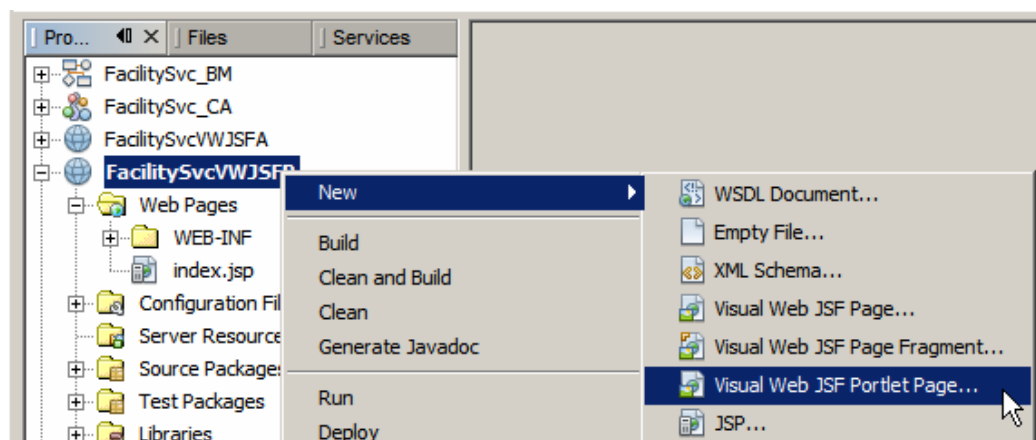 Pro...
Files
Services
FacilitySvc_BM
FacilitySvc_CA
FacilitySvcVWJSFA
FacilitySvcVWJSFP
Web Pages
WEB-INF
index.jsp
Configuration Fil
Server Resource
Source Packages
Test Packages
Libraries
New
Build
Clean and Build
Clean
Generate Javadoc
Run
Deploy
WSDL Document...
Empty File...
XML Schema...
Visual Web JSF Page...
Visual Web JSF Page Fragment...
Visual Web JSF Portlet Page...
JSP...